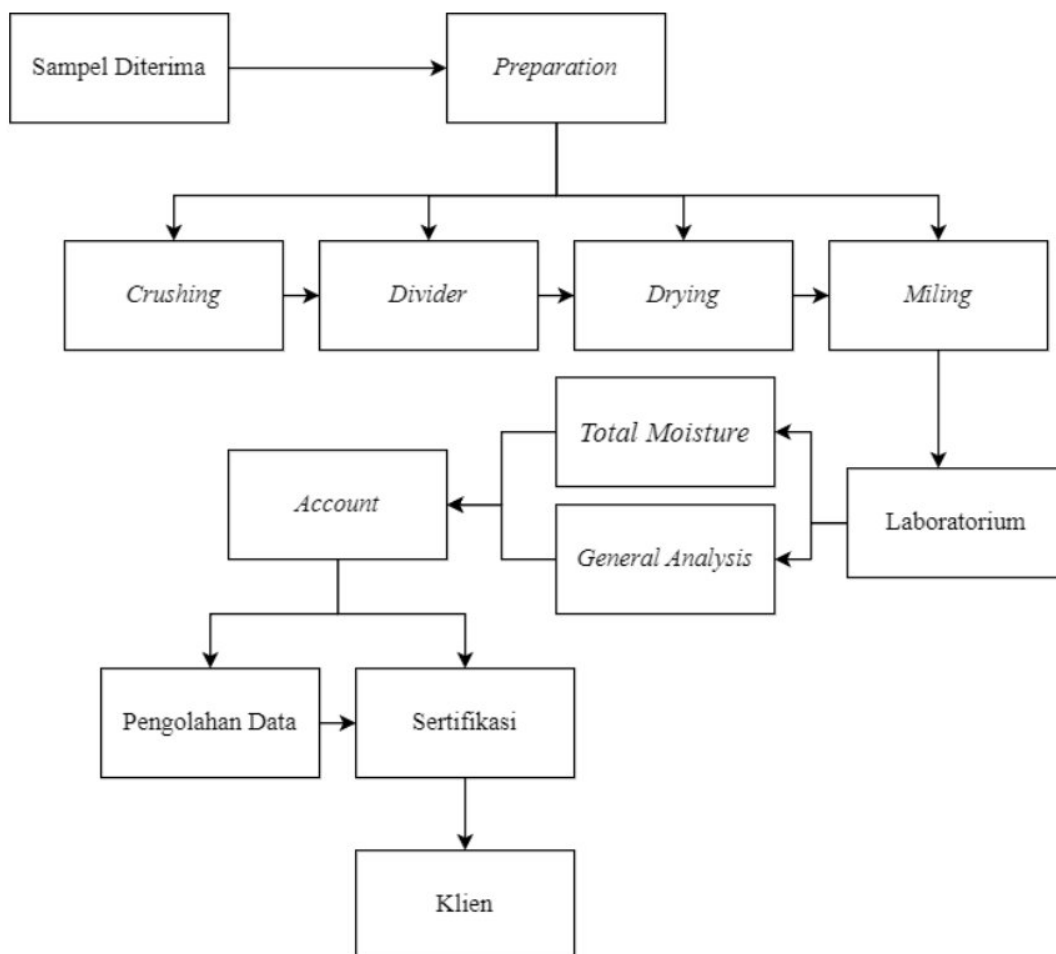 Sampel Diterima
Preparation
Crushing
Divider
Drying
Miling
Total Moisture
Account
Laboratorium
General Analysis
Pengolahan Data
Sertifikasi
Klien